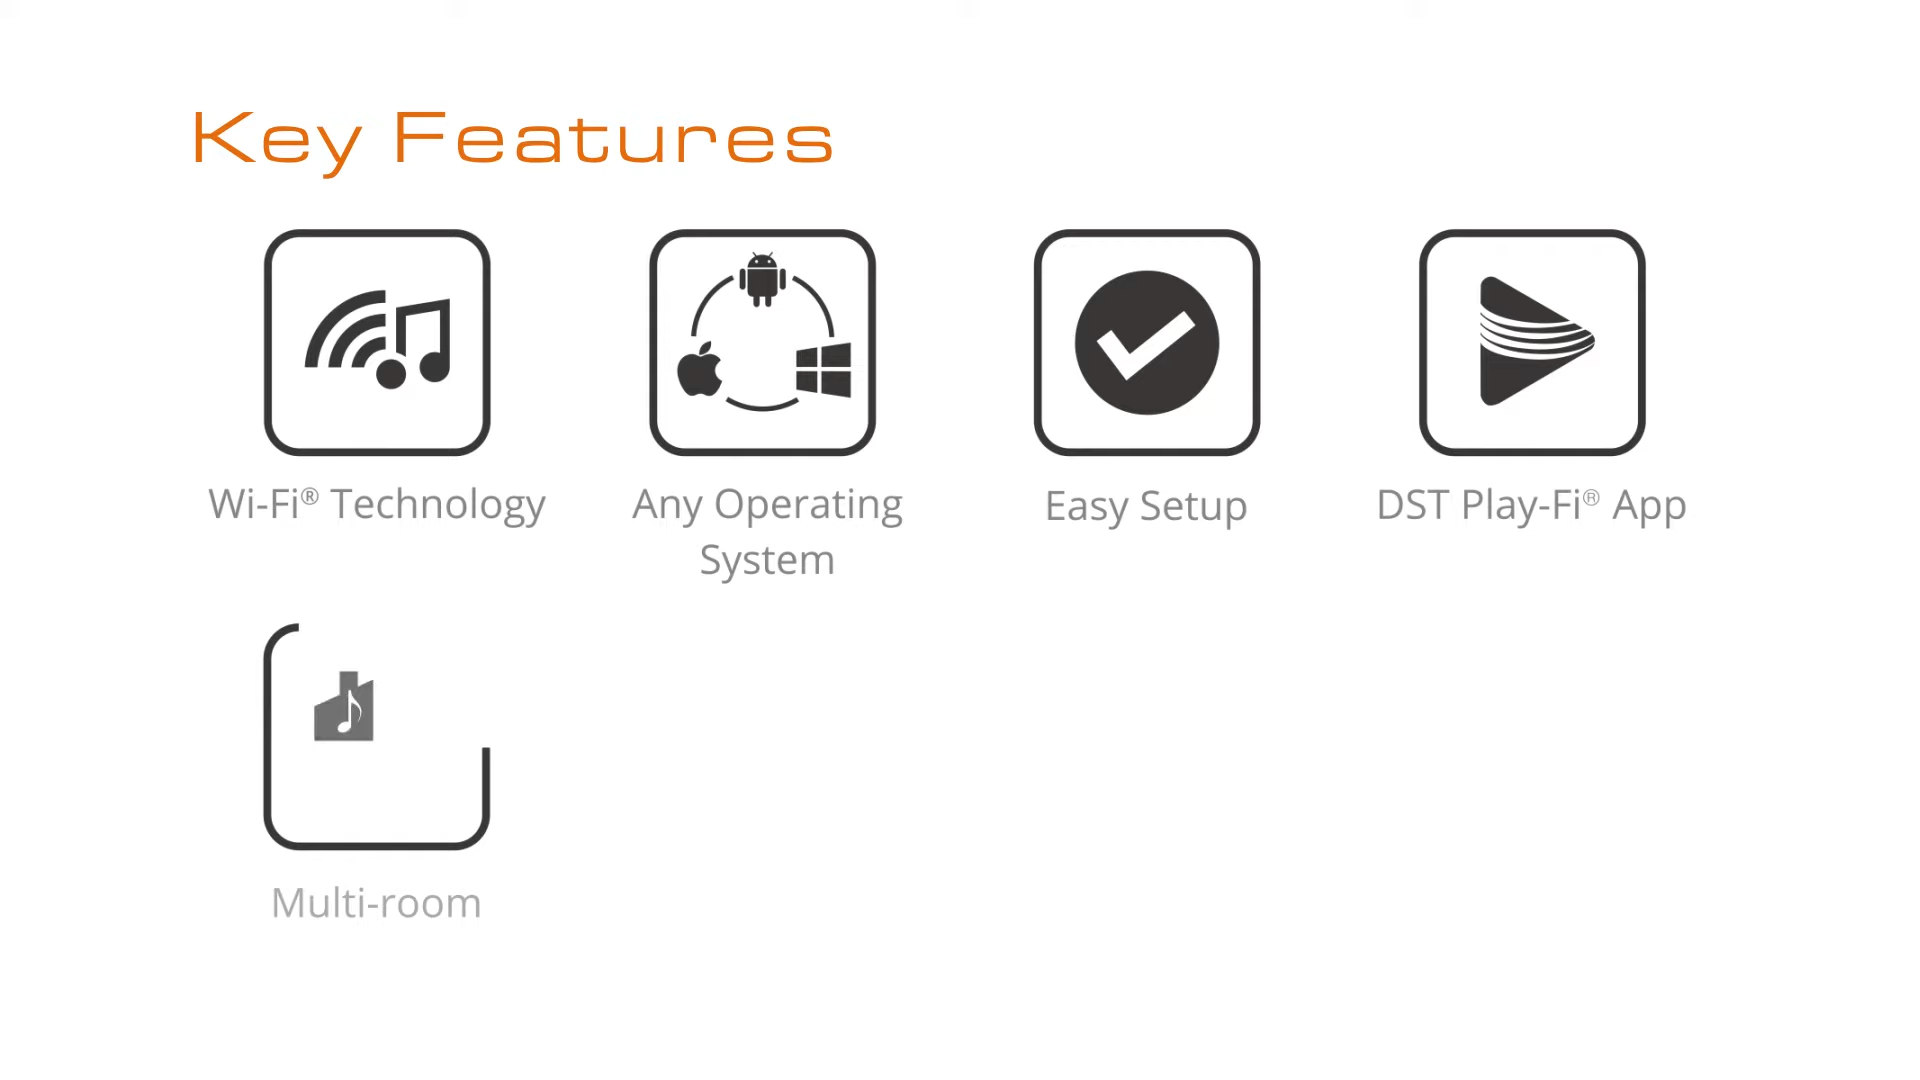 Key Features
Wi-Fi® Technology
Any Operating
System
Easy Setup
DST Play-Fi® App
Multi-room